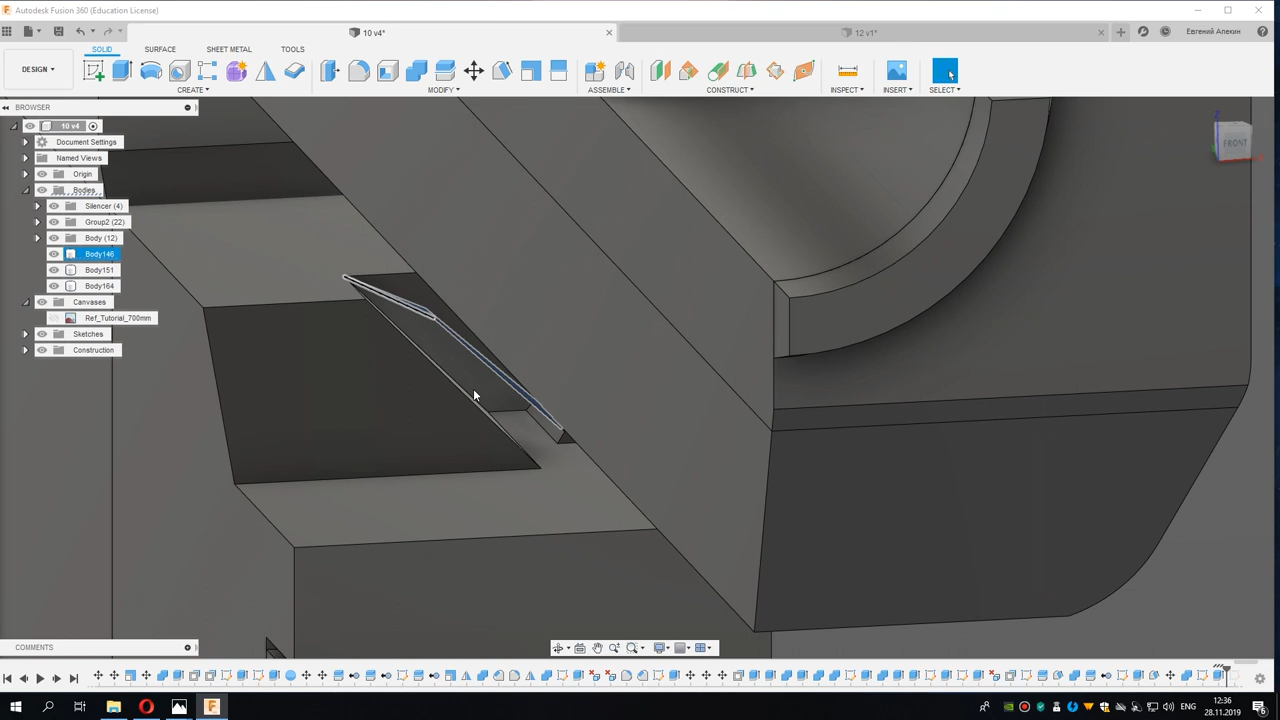 Autodesk Fusion 360 (Education License)
10 v4*
12 v1*
Евгений Апекин
DESIGN
SOLID
SURFACE
SHEET METAL
TOOLS
CREATE
MODIFY
ASSEMBLE
CONSTRUCT
INSPECT
INSERT
SELECT
BROWSER
10 v4
Document Settings
Named Views
Origin
Bodies
Silencer (4)
Group2 (22)
Body (12)
Body146
Body151
Body164
Canvases
Ref_Tutorial_700mm
Sketches
Construction
FRONT
Z
COMMENTS
ENG
12:36
28.11.2019
6